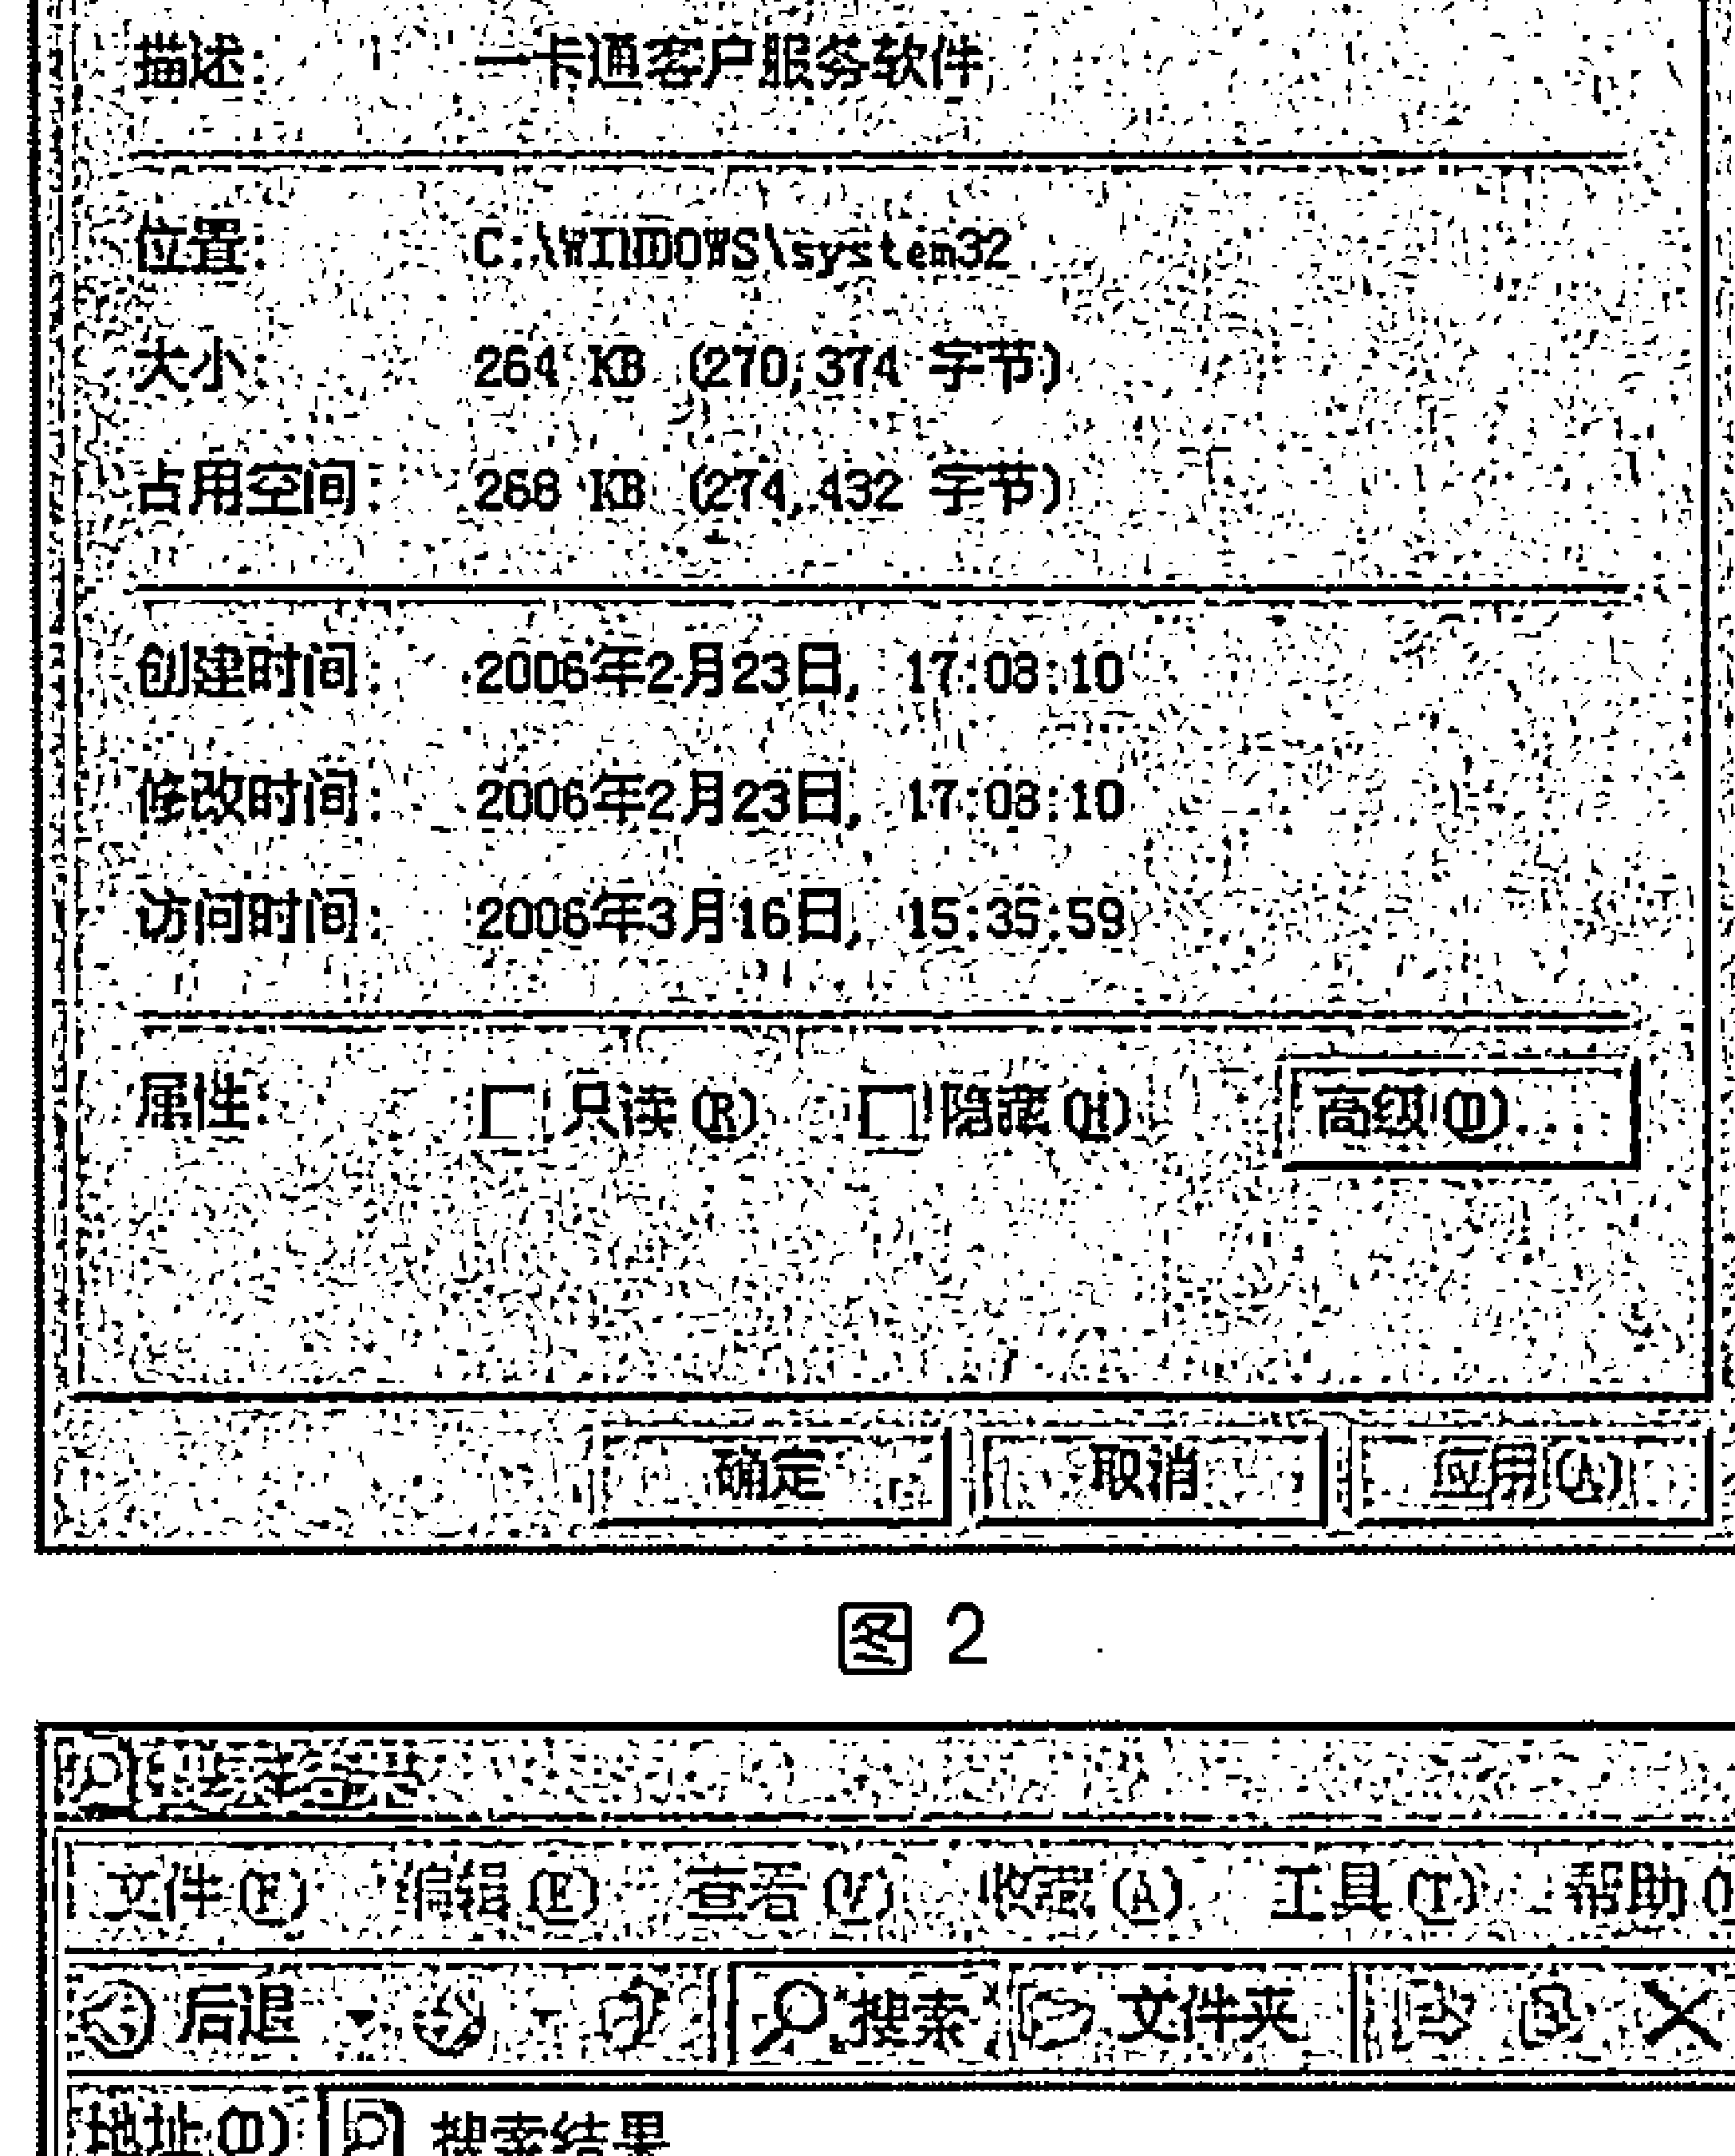 描述: 一卡通客户服务软件
位置: C:\WINDOWS\system32
大小: 264 KB (270,374 字节)
占用空间: 268 KB (274,432 字节)
创建时间: 2006年2月23日, 17:08:10
修改时间: 2006年2月23日, 17:08:10
访问时间: 2006年3月16日, 15:35:59
属性: 只读(R) 隐藏(H) 高级(D)...
确定 取消 应用(A)
图 2
搜索结果
文件(F) 编辑(E) 查看(V) 收藏(A) 工具(T) 帮助(
后退 搜索 文件夹
地址(D) 搜索结果